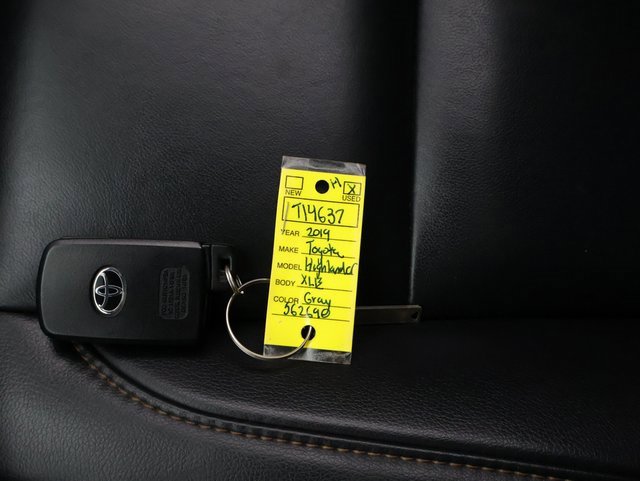 H X
NEW USED
T14637
YEAR 2019
MAKE Toyota
MODEL Highlander
BODY XLE
COLOR Gray
562690